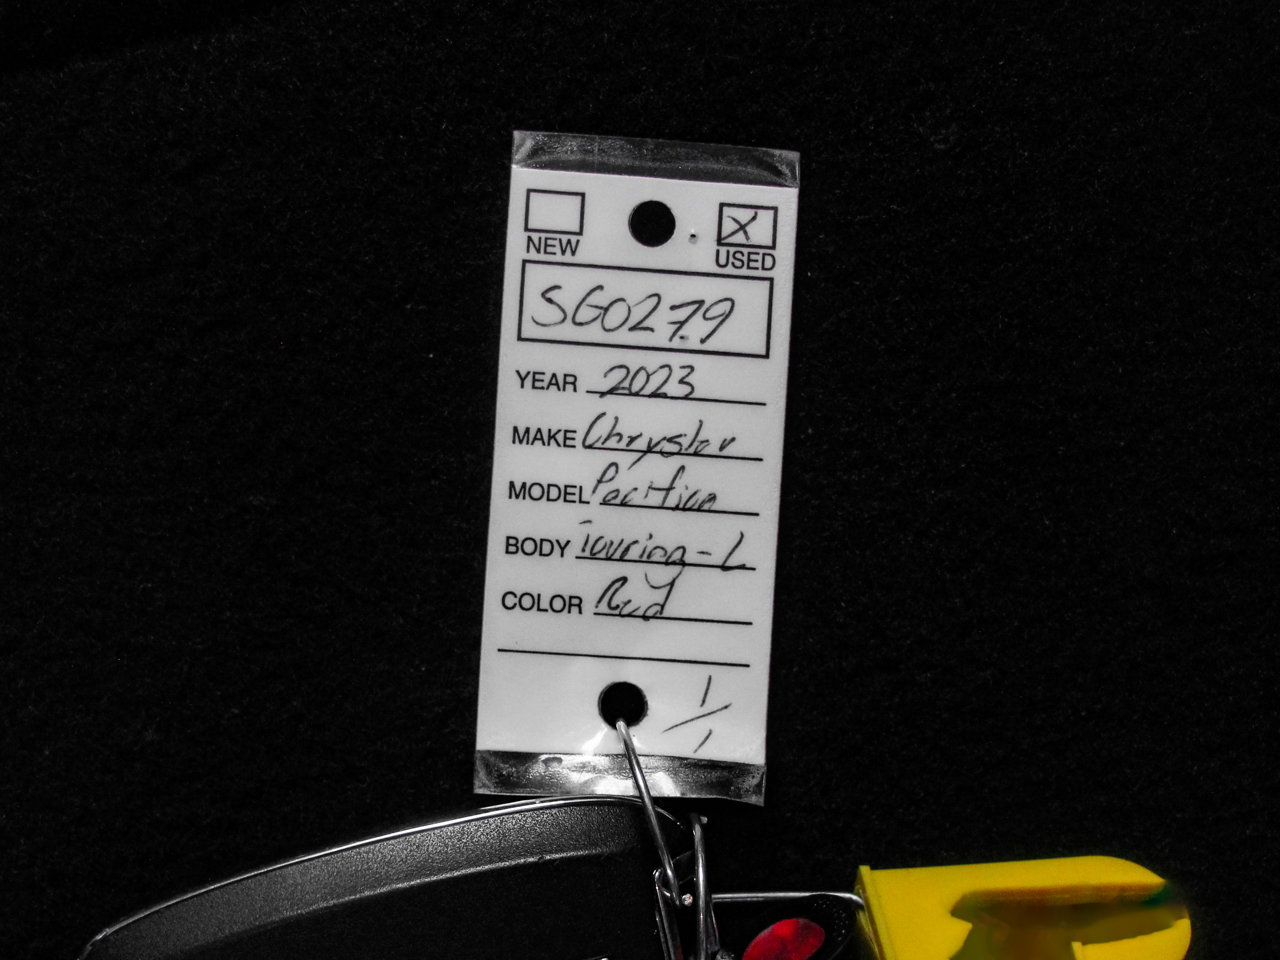 NEW X USED
SG0279
YEAR 2023
MAKE Chrysler
MODEL Pacifica
BODY Touring-L
COLOR Red
1/1